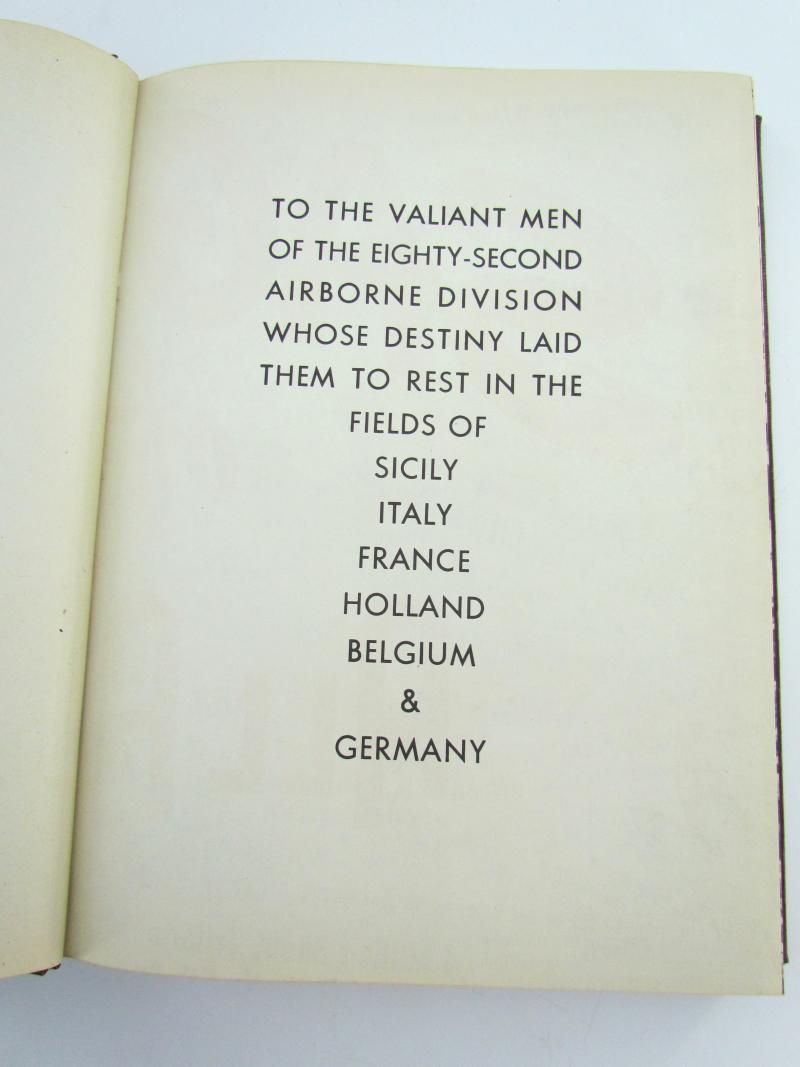 TO THE VALIANT MEN
OF THE EIGHTY-SECOND
AIRBORNE DIVISION
WHOSE DESTINY LAID
THEM TO REST IN THE
FIELDS OF
SICILY
ITALY
FRANCE
HOLLAND
BELGIUM
&
GERMANY